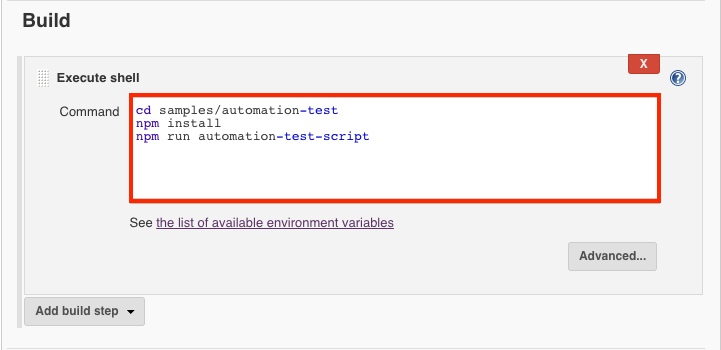 Build
X
Execute shell
?
Command
cd samples/automation-test
npm install
npm run automation-test-script
See the list of available environment variables
Advanced...
Add build step